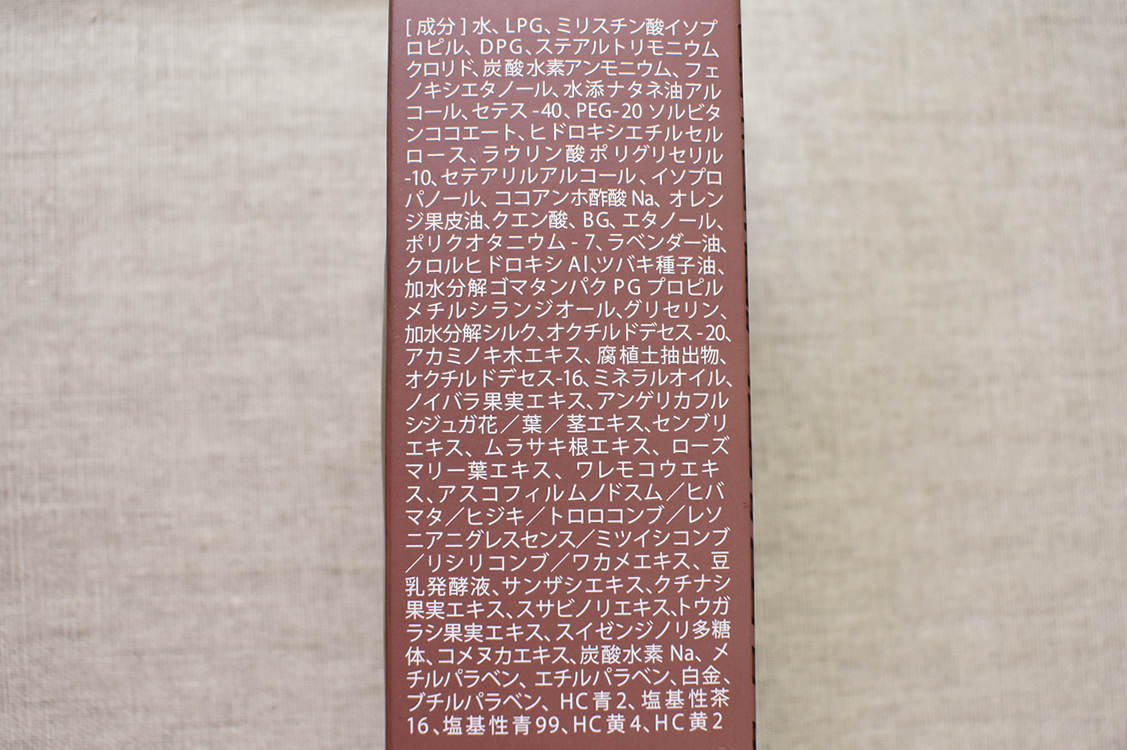 [ 成分 ] 水、LPG、ミリスチン酸イソプ
ロピル、DPG、ステアルトリモニウム
クロリド、炭酸水素アンモニウム、フェ
ノキシエタノール、水添ナタネ油アル
コール、セテス -40、PEG-20 ソルビタ
ンココエート、ヒドロキシエチルセル
ロース、ラウリン酸ポリグリセリル
-10、セテアリルアルコール、イソプロ
パノール、ココアンホ酢酸 Na、オレン
ジ果皮油、クエン酸、BG、エタノール、
ポリクオタニウム - 7、ラベンダー油、
クロルヒドロキシ Al、ツバキ種子油、
加水分解ゴマタンパク PG プロピル
メチルシランジオール、グリセリン、
加水分解シルク、オクチルドデセス -20、
アカミノキ木エキス、腐植土抽出物、
オクチルドデセス-16、ミネラルオイル、
ノイバラ果実エキス、アンゲリカフル
シジュガ花／葉／茎エキス、センブリ
エキス、ムラサキ根エキス、ローズ
マリー葉エキス、ワレモコウエキ
ス、アスコフィルムノドスム／ヒバ
マタ／ヒジキ／トロロコンブ／レソ
ニアニグレスセンス／ミツイシコンブ
／リシリコンブ／ワカメエキス、豆
乳発酵液、サンザシエキス、クチナシ
果実エキス、スサビノリエキス、トウガ
ラシ果実エキス、スイゼンジノリ多糖
体、コメヌカエキス、炭酸水素 Na、メ
チルパラベン、エチルパラベン、白金、
ブチルパラベン、HC 青 2、塩基性茶
16、塩基性青 99、HC 黄 4、HC 黄 2